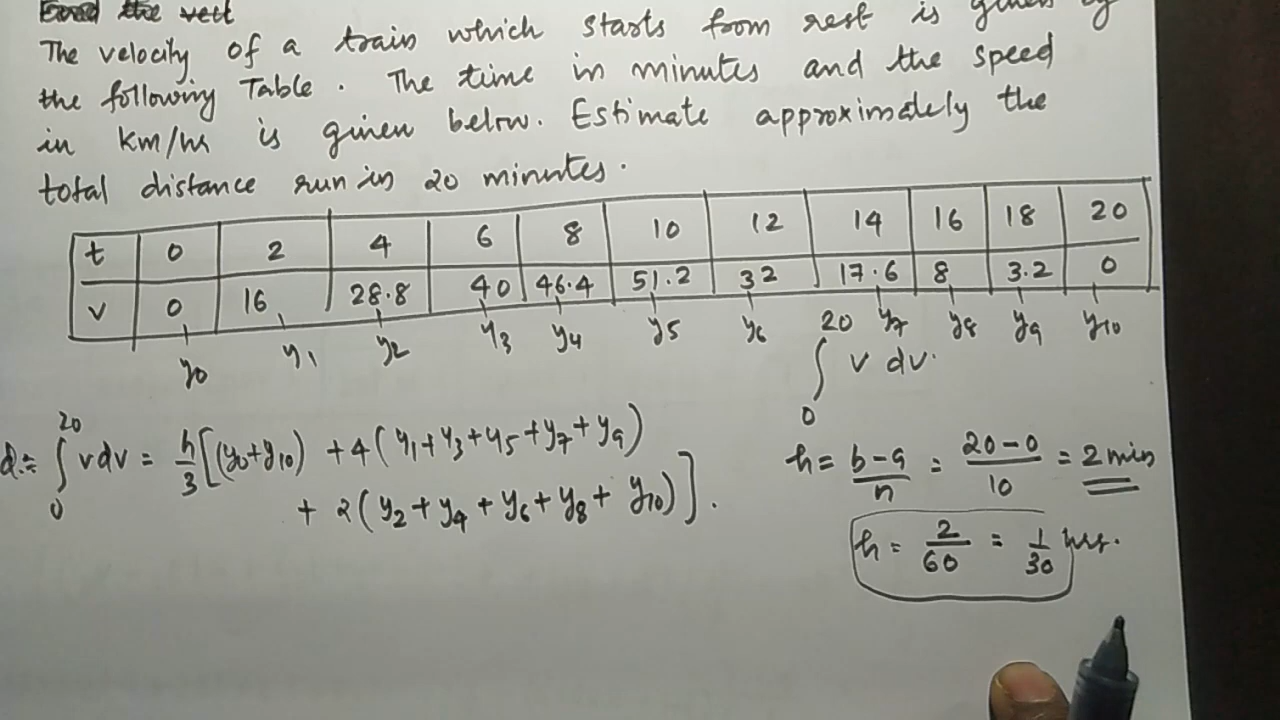 the
The velocity of a train which starts from rest is given by
the following Table. The time in minutes and the speed
in km/hr is given below. Estimate approximately the
total distance run in 20 minutes.
t 0 2 4 6 8 10 12 14 16 18 20
v 0 16 28.8 40 46.4 51.2 32 17.6 8 3.2 0
y₀ y₁ y₂ y₃ y₄ y₅ y₆ y₇ y₈ y₉ y₁₀
∫₀²⁰ v dv.
d = ∫₀²⁰ v dv = h/3 [(y₀+y₁₀) + 4(y₁+y₃+y₅+y₇+y₉)
+ 2(y₂+y₄+y₆+y₈+ y₁₀)].
h = b-a/n = 20-0/10 = 2 min
h = 2/60 = 1/30 hrs.